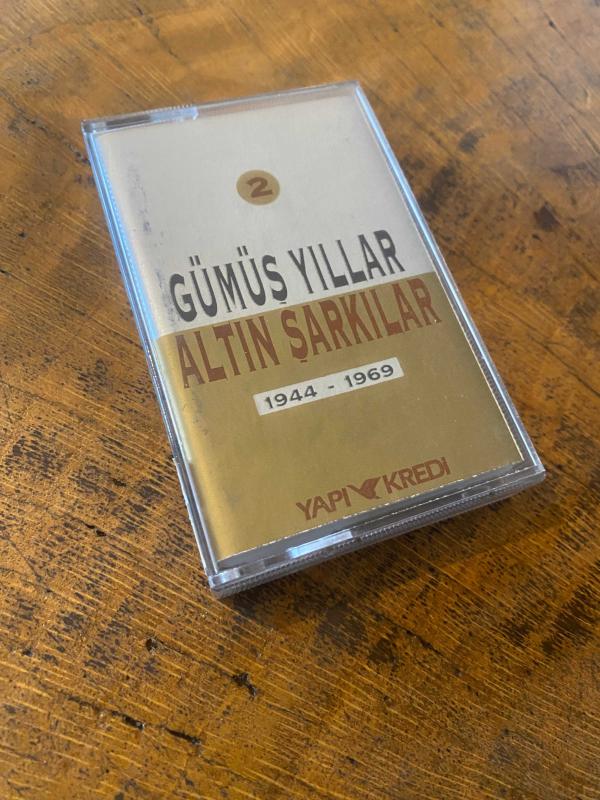 2
GÜMÜŞ YILLAR
ALTIN ŞARKILAR
1944 - 1969
YAPI KREDİ